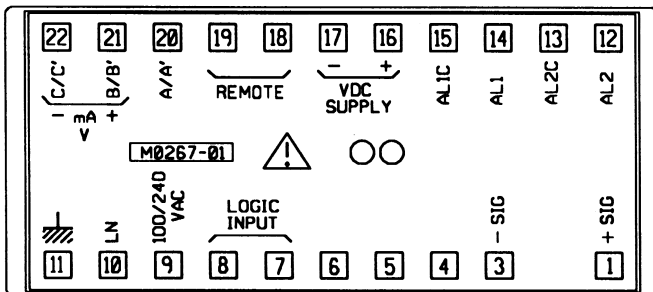 22 21 20 19 18 17 16 15 14 13 12
C/C' B/B' A/A' REMOTE - + AL1C AL1 AL2C AL2
VDC
SUPPLY
- mA +
V
M0267-01
LN 100/240
VAC
LOGIC
INPUT
- SIG + SIG
11 10 9 8 7 6 5 4 3 1